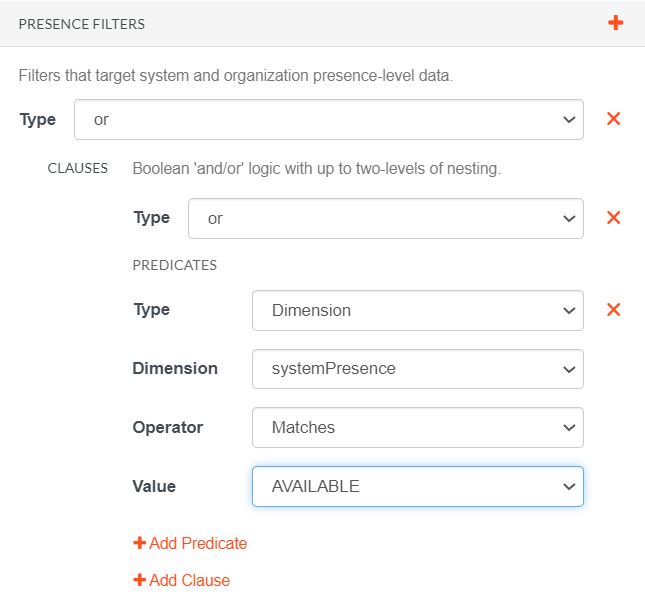 PRESENCE FILTERS
Filters that target system and organization presence-level data.
Type or
CLAUSES Boolean 'and/or' logic with up to two-levels of nesting.
Type or
PREDICATES
Type Dimension
Dimension systemPresence
Operator Matches
Value AVAILABLE
Add Predicate
Add Clause